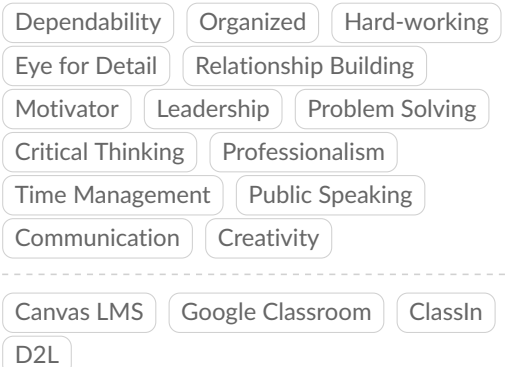 Dependability Organized Hard-working
Eye for Detail Relationship Building
Motivator Leadership Problem Solving
Critical Thinking Professionalism
Time Management Public Speaking
Communication Creativity
Canvas LMS Google Classroom ClassIn
D2L